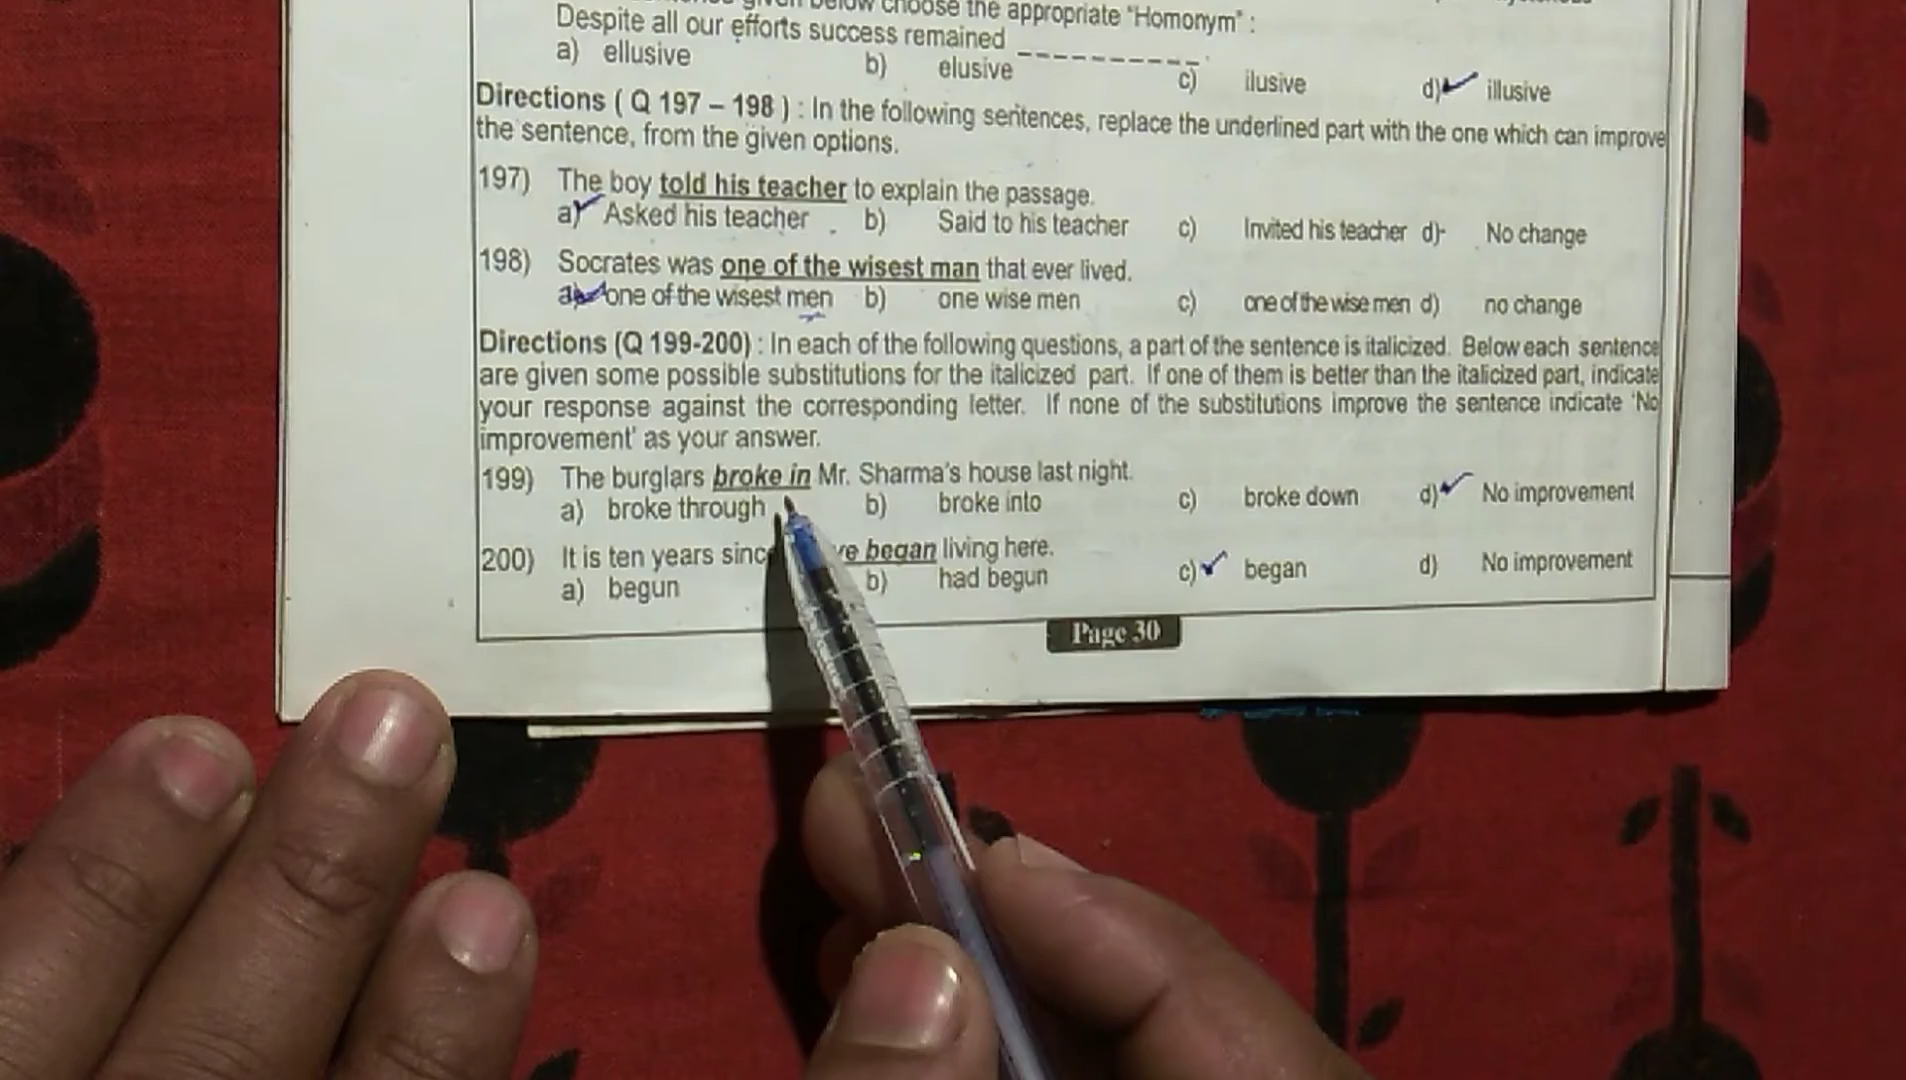 below choose the appropriate "Homonym" :
Despite all our efforts success remained __________.
a) ellusive b) elusive c) ilusive d) illusive
Directions ( Q 197 – 198 ) : In the following sentences, replace the underlined part with the one which can improve
the sentence, from the given options.
197) The boy told his teacher to explain the passage.
a) Asked his teacher b) Said to his teacher c) Invited his teacher d) No change
198) Socrates was one of the wisest man that ever lived.
a) one of the wisest men b) one wise men c) one of the wise men d) no change
Directions (Q 199-200) : In each of the following questions, a part of the sentence is italicized. Below each sentence
are given some possible substitutions for the italicized part. If one of them is better than the italicized part, indicate
your response against the corresponding letter. If none of the substitutions improve the sentence indicate 'No
improvement' as your answer.
199) The burglars broke in Mr. Sharma's house last night.
a) broke through b) broke into c) broke down d) No improvement
200) It is ten years began living here.
a) begun b) had begun c) began d) No improvement
Page 30